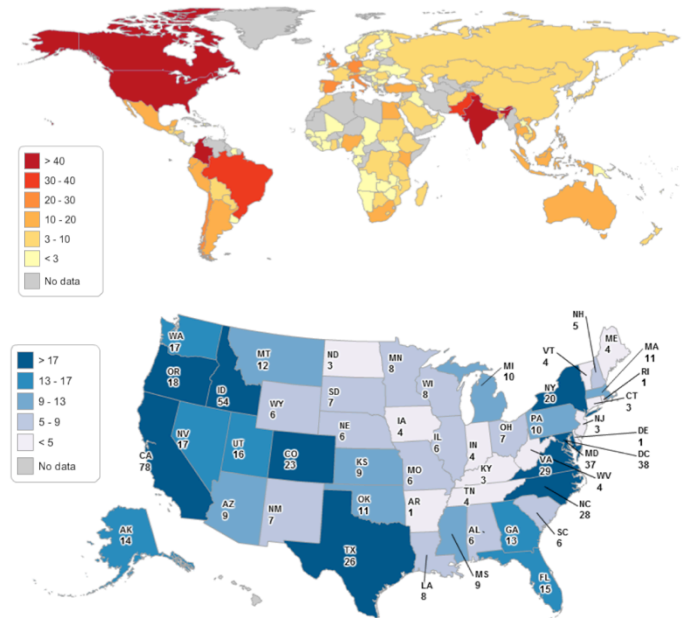 > 40
30 - 40
20 - 30
10 - 20
3 - 10
< 3
No data
> 17
13 - 17
9 - 13
5 - 9
< 5
No data
WA
17
OR
18
ID
54
MT
12
ND
3
MN
8
WI
8
MI
10
VT
4
NH
5
ME
4
MA
11
RI
1
CT
3
NJ
3
DE
1
DC
38
MD
37
WV
4
NY
20
PA
10
SD
7
WY
6
NE
6
IA
4
IL
6
IN
4
OH
7
CA
78
NV
17
UT
16
CO
23
KS
9
MO
6
KY
3
VA
29
NC
28
AZ
9
NM
7
OK
11
AR
1
TN
4
SC
6
TX
26
LA
8
MS
9
AL
6
GA
13
FL
15
AK
14